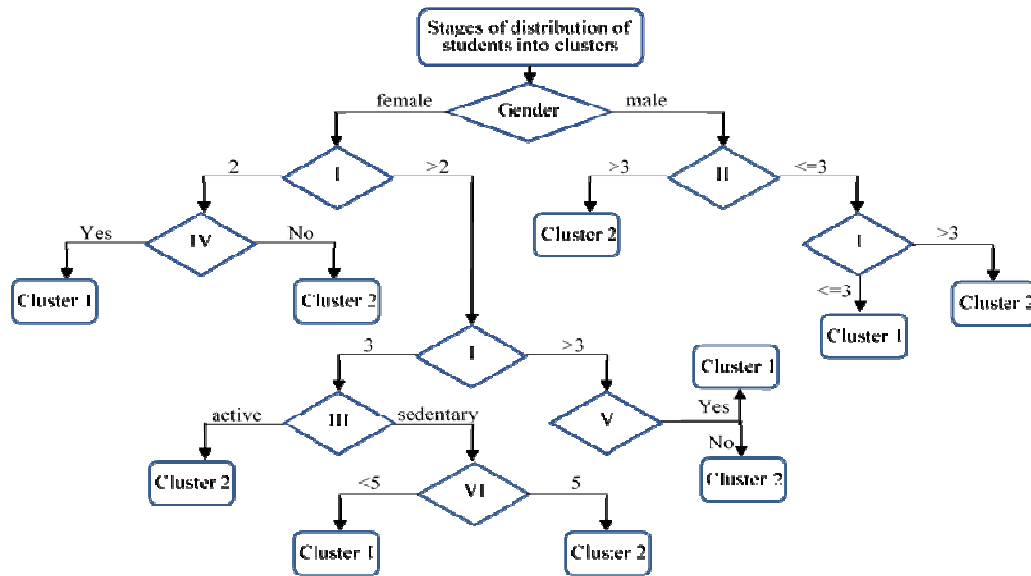 Stages of distribution of
students into clusters
female
Gender
male
2
I
>2
>3
II
<=3
Yes
IV
No
Cluster 2
I
>3
Cluster 1
Cluster 2
<=3
Cluster 2
Cluster 1
3
I
>3
Cluster 1
active
III
sedentary
V
Yes
No
Cluster 2
Cluster 2
<5
VI
5
Cluster 1
Cluster 2